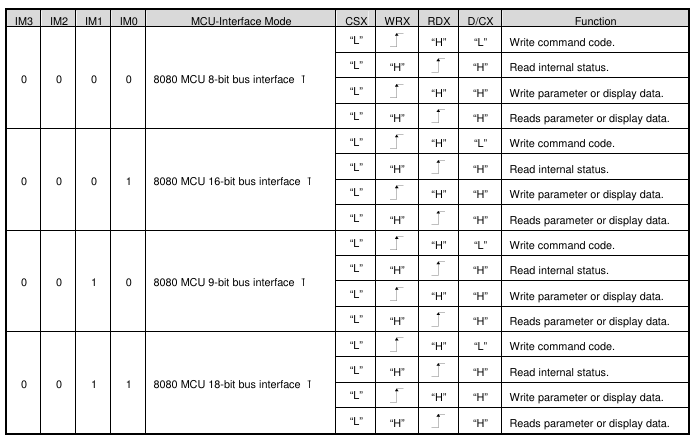 IM3 IM2 IM1 IM0 MCU-Interface Mode CSX WRX RDX D/CX Function
0 0 0 0 8080 MCU 8-bit bus interface Ⅰ
“L” “H” “L” Write command code.
“L” “H” “H” Read internal status.
“L” “H” “H” Write parameter or display data.
“L” “H” “H” Reads parameter or display data.
0 0 0 1 8080 MCU 16-bit bus interface Ⅰ
“L” “H” “L” Write command code.
“L” “H” “H” Read internal status.
“L” “H” “H” Write parameter or display data.
“L” “H” “H” Reads parameter or display data.
0 0 1 0 8080 MCU 9-bit bus interface Ⅰ
“L” “H” “L” Write command code.
“L” “H” “H” Read internal status.
“L” “H” “H” Write parameter or display data.
“L” “H” “H” Reads parameter or display data.
0 0 1 1 8080 MCU 18-bit bus interface Ⅰ
“L” “H” “L” Write command code.
“L” “H” “H” Read internal status.
“L” “H” “H” Write parameter or display data.
“L” “H” “H” Reads parameter or display data.